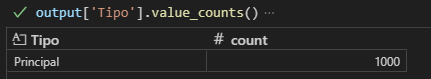 output['Tipo'].value_counts() ...
Tipo # count
Principal 1000